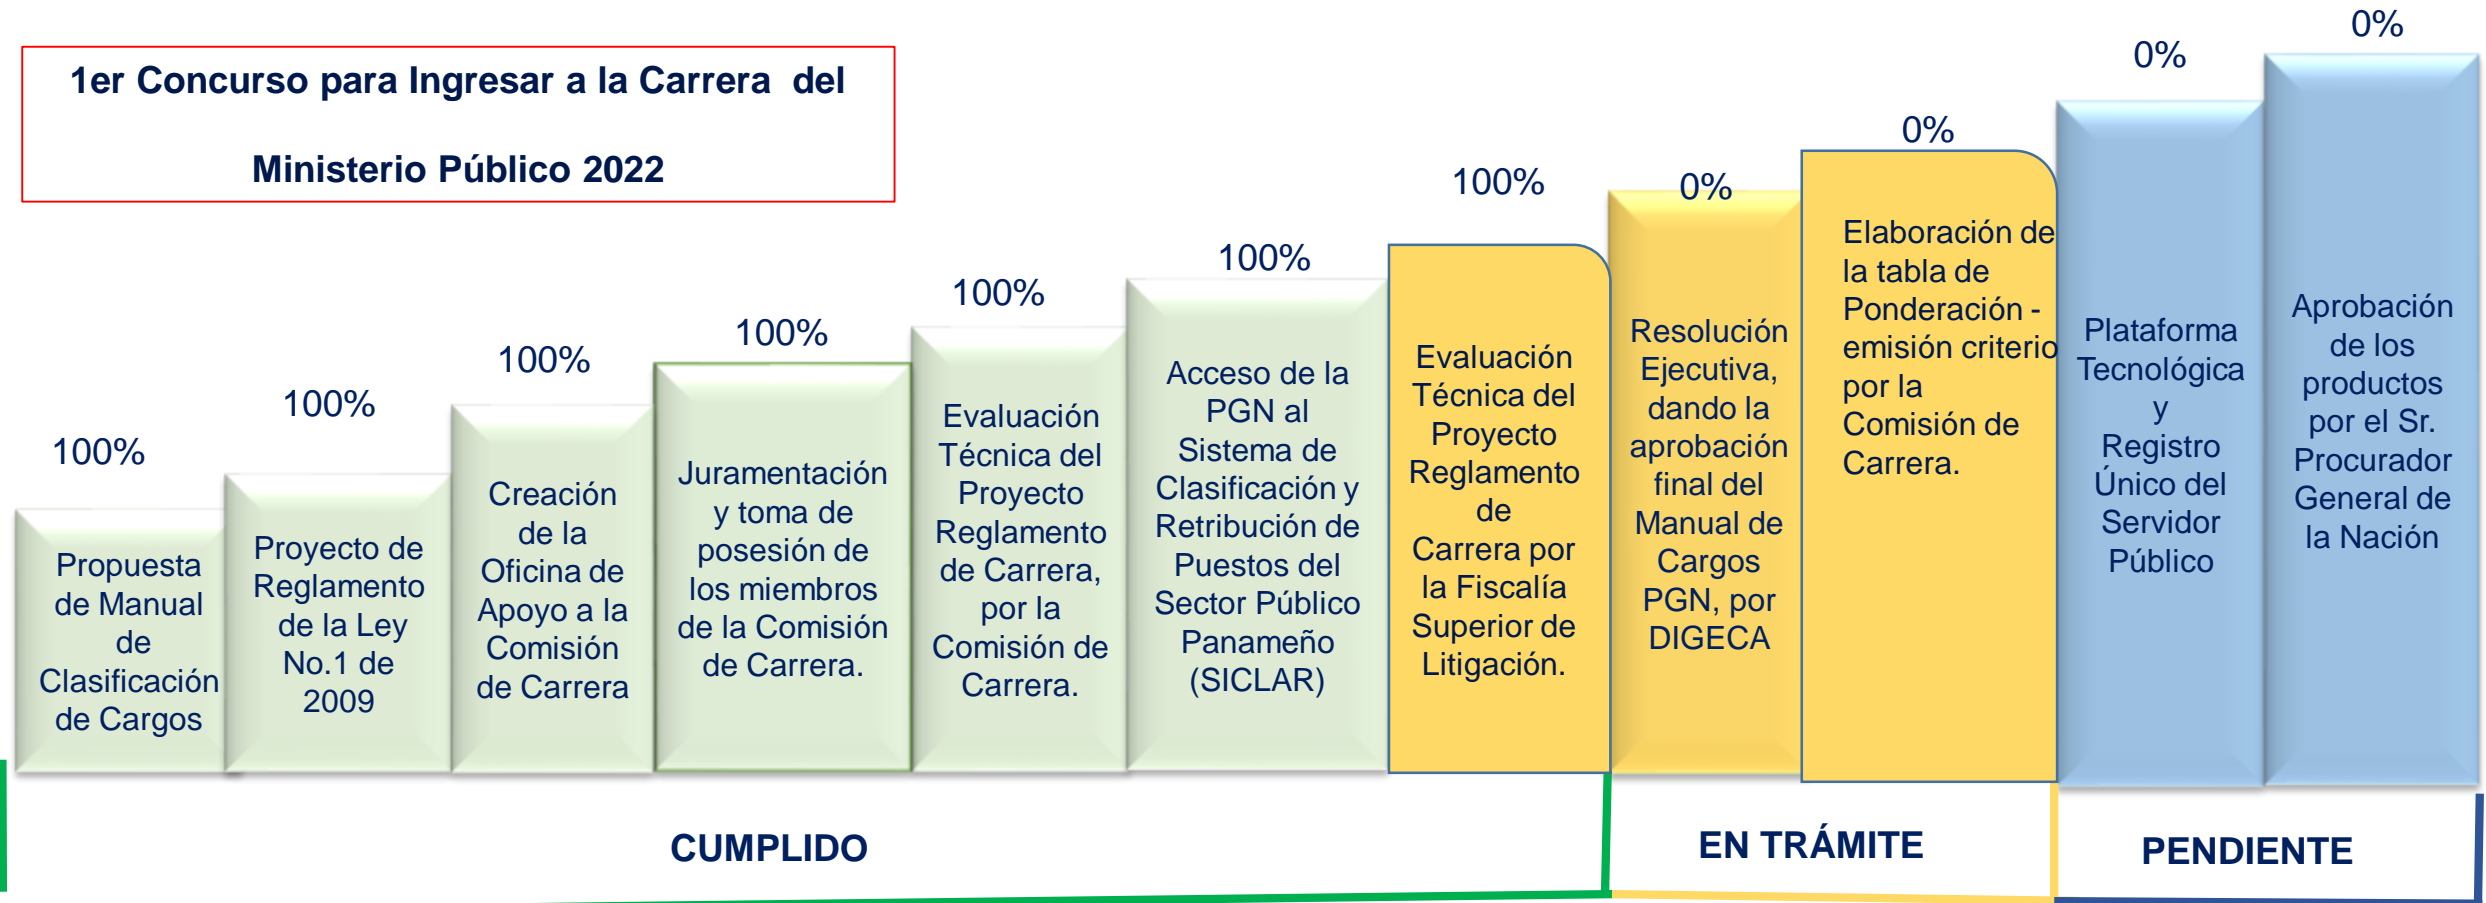 1er Concurso para Ingresar a la Carrera  del
Ministerio Público 2022
100%
Propuesta
de Manual
de
Clasificación
de Cargos
100%
Proyecto de
Reglamento
de la Ley
No.1 de
2009
100%
Creación
de la
Oficina de
Apoyo a la
Comisión
de Carrera
100%
Juramentación
y toma de
posesión de
los miembros
de la Comisión
de Carrera.
100%
Evaluación
Técnica del
Proyecto
Reglamento
de Carrera,
por la
Comisión de
Carrera.
100%
Acceso de la
PGN al
Sistema de
Clasificación y
Retribución de
Puestos del
Sector Público
Panameño
(SICLAR)
100%
Evaluación
Técnica del
Proyecto
Reglamento
de
Carrera por
la Fiscalía
Superior de
Litigación.
0%
Resolución
Ejecutiva,
dando la
aprobación
final del
Manual de
Cargos
PGN, por
DIGECA
0%
Elaboración de
la tabla de
Ponderación -
emisión criterio
por la
Comisión de
Carrera.
0%
Plataforma
Tecnológica
y
Registro
Único del
Servidor
Público
0%
Aprobación
de los
productos
por el Sr.
Procurador
General de
la Nación
CUMPLIDO
EN TRÁMITE
PENDIENTE